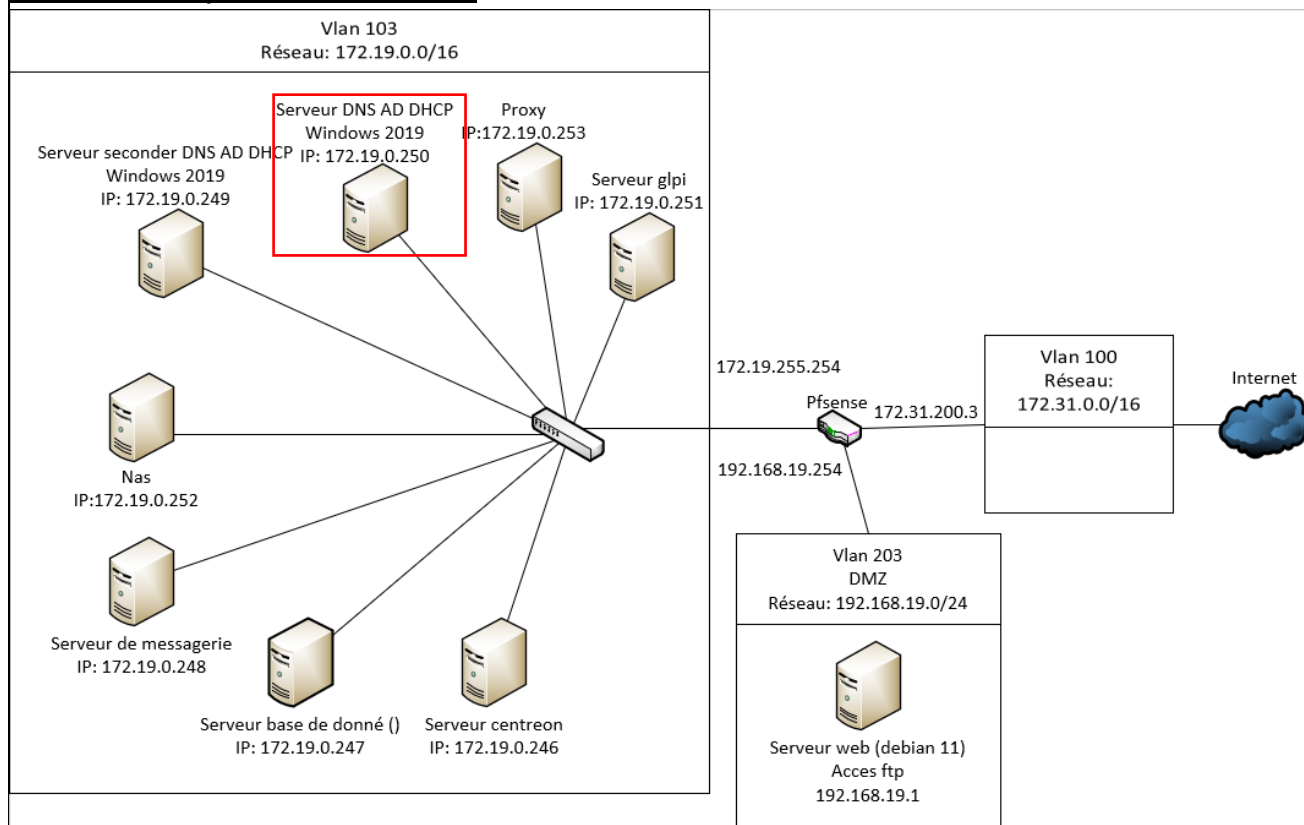 Vlan 103
Réseau: 172.19.0.0/16
Serveur DNS AD DHCP
Windows 2019
IP: 172.19.0.250
Proxy
IP:172.19.0.253
Serveur seconder DNS AD DHCP
Windows 2019
IP: 172.19.0.249
Serveur glpi
IP: 172.19.0.251
Nas
IP:172.19.0.252
Serveur de messagerie
IP: 172.19.0.248
Serveur base de donné ()
IP: 172.19.0.247
Serveur centreon
IP: 172.19.0.246
172.19.255.254
Pfsense
172.31.200.3
192.168.19.254
Vlan 100
Réseau:
172.31.0.0/16
Internet
Vlan 203
DMZ
Réseau: 192.168.19.0/24
Serveur web (debian 11)
Acces ftp
192.168.19.1